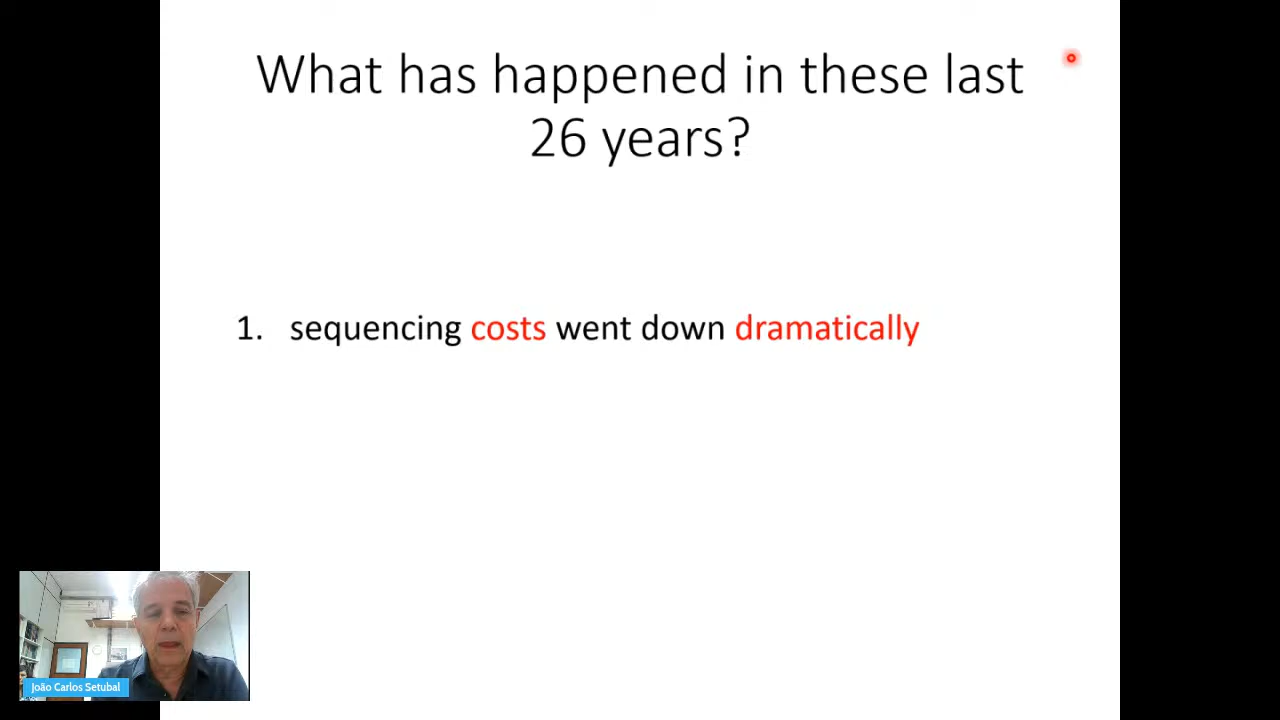 What has happened in these last
26 years?
1. sequencing costs went down dramatically
João Carlos Setubal